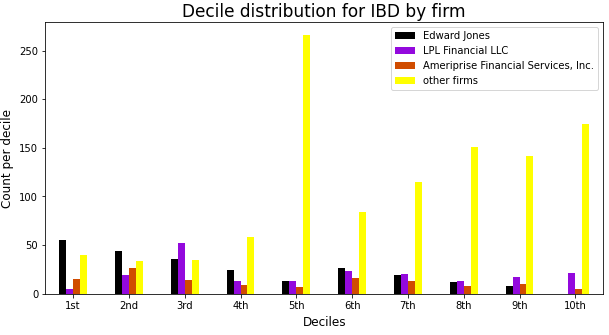 Decile distribution for IBD by firm
Edward Jones
LPL Financial LLC
Ameriprise Financial Services, Inc.
other firms
Count per decile
250
200
150
100
50
0
1st 2nd 3rd 4th 5th 6th 7th 8th 9th 10th
Deciles